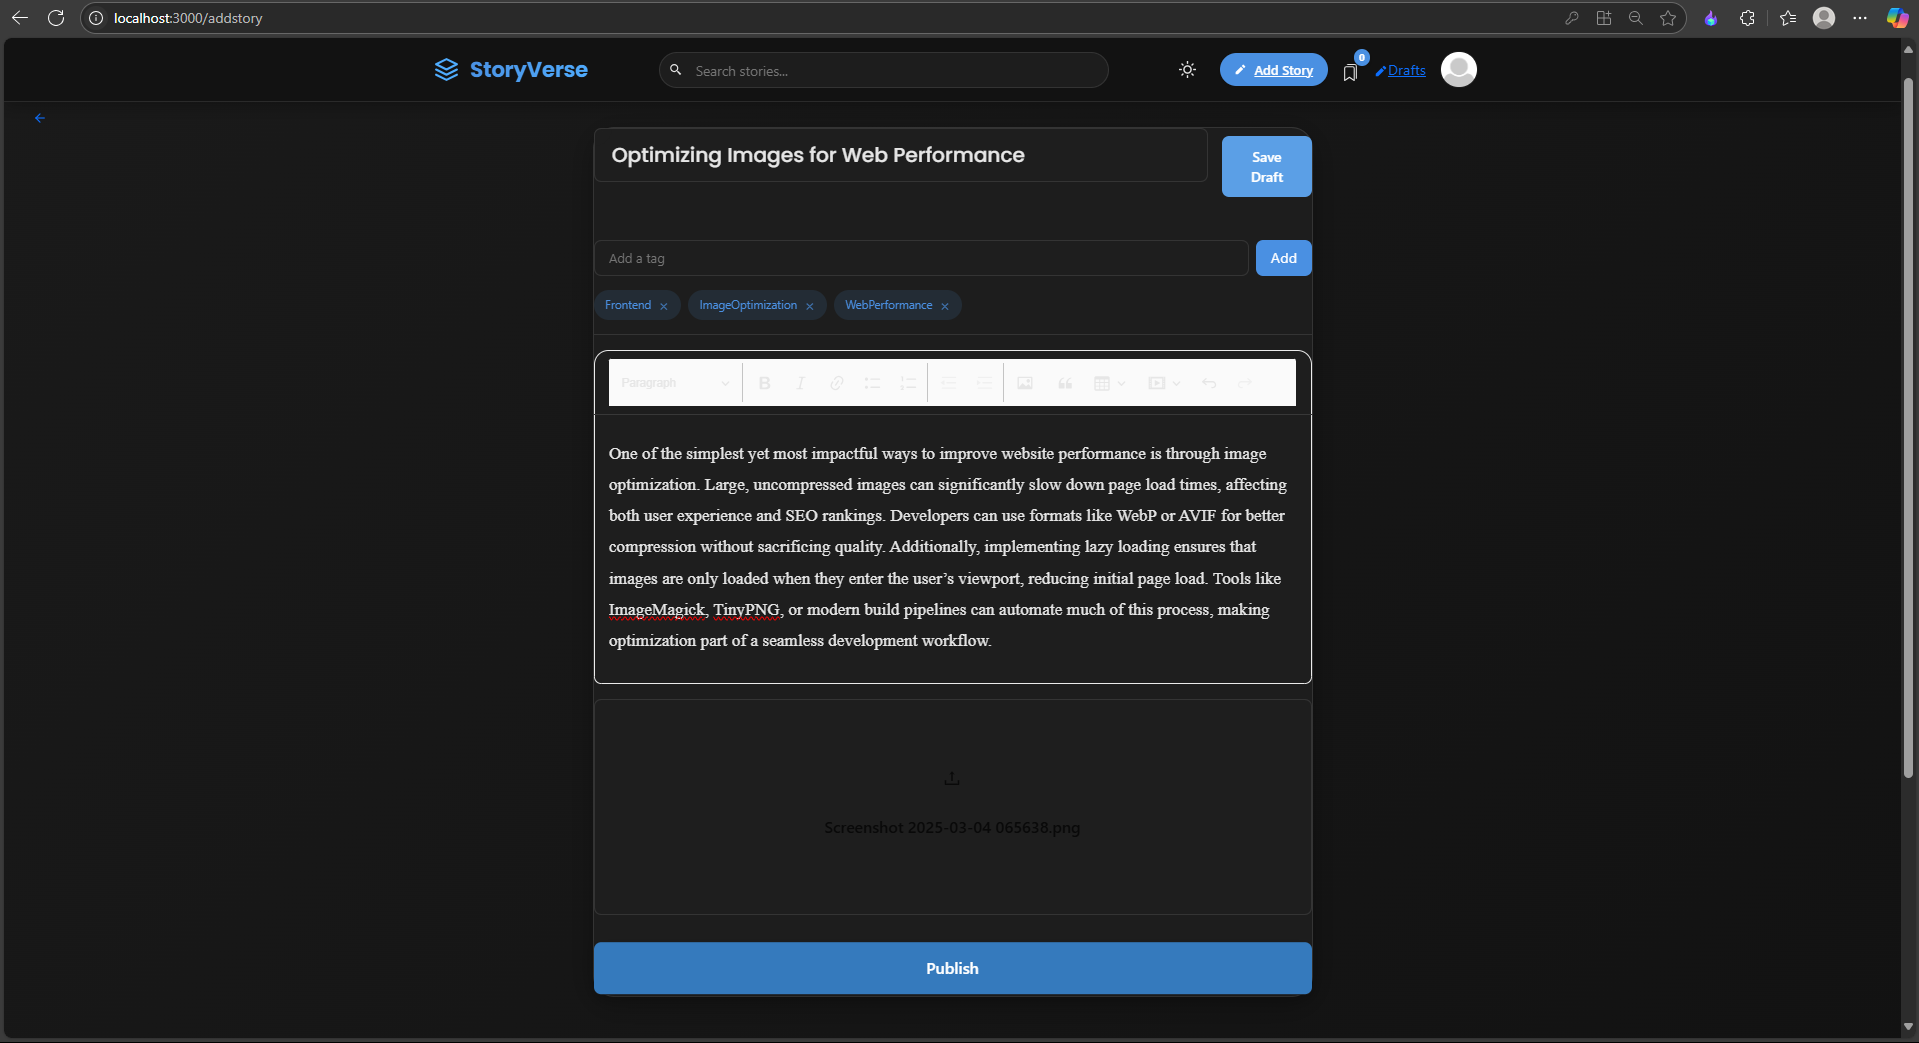 localhost:3000/addstory
StoryVerse
Search stories...
Add Story
0
Drafts
Optimizing Images for Web Performance
Save
Draft
Add a tag
Add
Frontend ×
ImageOptimization ×
WebPerformance ×
Paragraph
B I
One of the simplest yet most impactful ways to improve website performance is through image
optimization. Large, uncompressed images can significantly slow down page load times, affecting
both user experience and SEO rankings. Developers can use formats like WebP or AVIF for better
compression without sacrificing quality. Additionally, implementing lazy loading ensures that
images are only loaded when they enter the user’s viewport, reducing initial page load. Tools like
ImageMagick, TinyPNG, or modern build pipelines can automate much of this process, making
optimization part of a seamless development workflow.
Screenshot 2025-03-04 065638.png
Publish